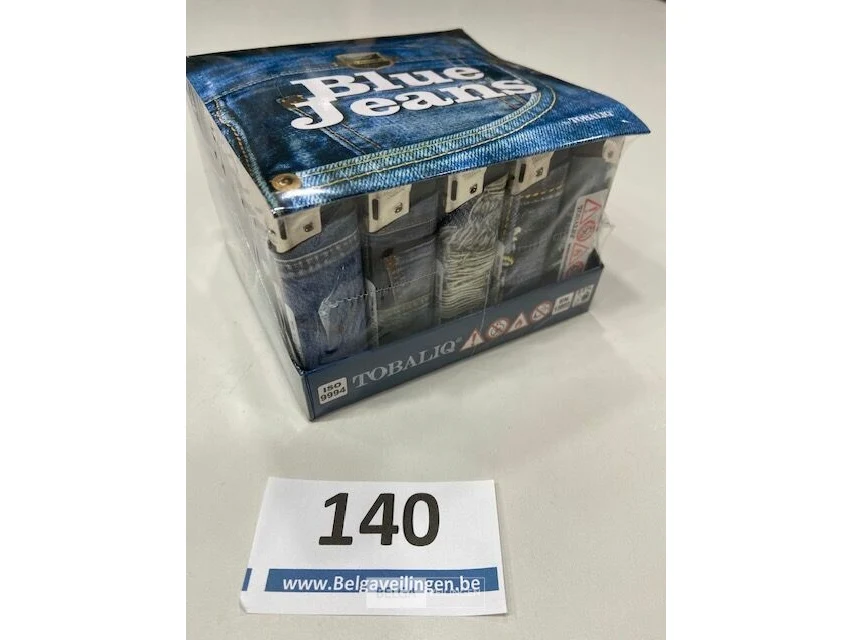 Blue
Jeans
TOBALIQ
ISO
9994
TOBALIQ
140
www.Belgaveilingen.be